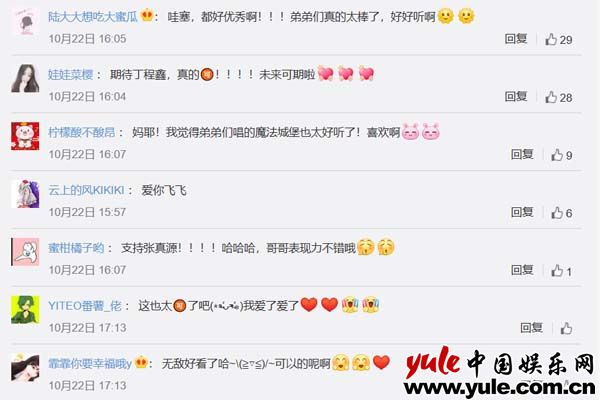 陆大大想吃大蜜瓜：哇塞，都好优秀啊！！！弟弟们真的太棒了，好好听啊
10月22日 16:05 回复 29
娃娃菜樱：期待丁程鑫，真的！！！！未来可期啦
10月22日 16:04 回复 28
柠檬酸不酸昂：妈耶！我觉得弟弟们唱的魔法城堡也太好听了！喜欢啊
10月22日 16:07 回复 9
云上的风KIKIKI：爱你飞飞
10月22日 15:57 回复 6
蜜柑橘子哟：支持张真源！！！！哈哈哈，哥哥表现力不错哦
10月22日 16:07 回复 1
YITEO番薯_佬：这也太了吧我爱了爱了
10月22日 17:13 回复
霏霏你要幸福哦y：无敌好看了哈~\(≧▽≦)/~可以的呢啊
10月22日 17:13
yule 中国娱乐网
www.yule.com.cn